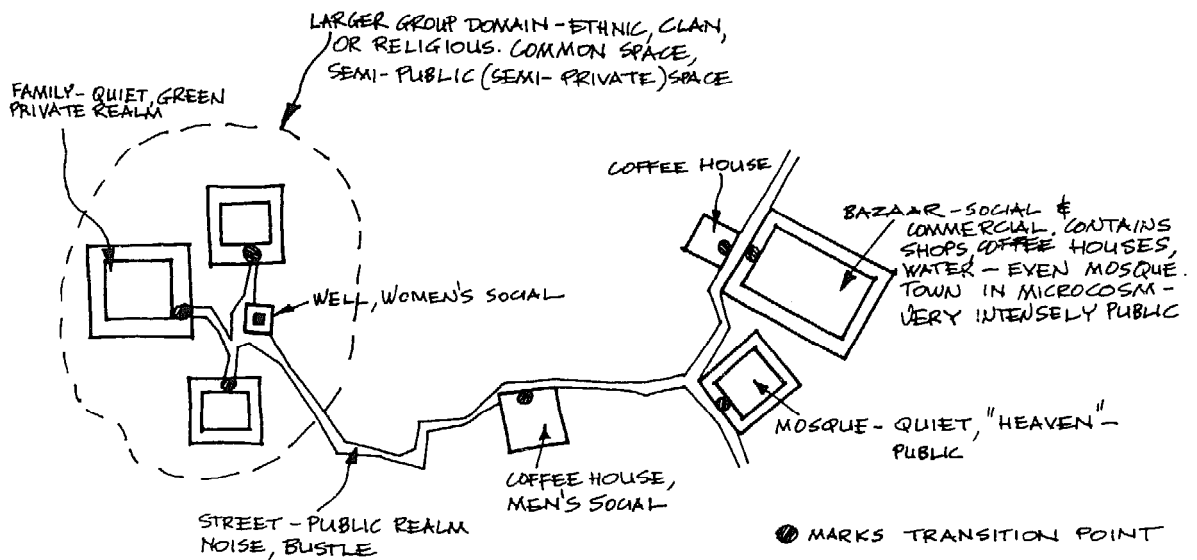 LARGER GROUP DOMAIN - ETHNIC, CLAN,
OR RELIGIOUS. COMMON SPACE,
SEMI-PUBLIC (SEMI-PRIVATE) SPACE
FAMILY - QUIET, GREEN
PRIVATE REALM
COFFEE HOUSE
BAZAAR - SOCIAL &
COMMERCIAL. CONTAINS
SHOPS, COFFEE HOUSES,
WATER - EVEN MOSQUE.
TOWN IN MICROCOSM -
VERY INTENSELY PUBLIC
WELL, WOMEN'S SOCIAL
MOSQUE - QUIET, "HEAVEN" -
PUBLIC
COFFEE HOUSE,
MEN'S SOCIAL
STREET - PUBLIC REALM
NOISE, BUSTLE
MARKS TRANSITION POINT